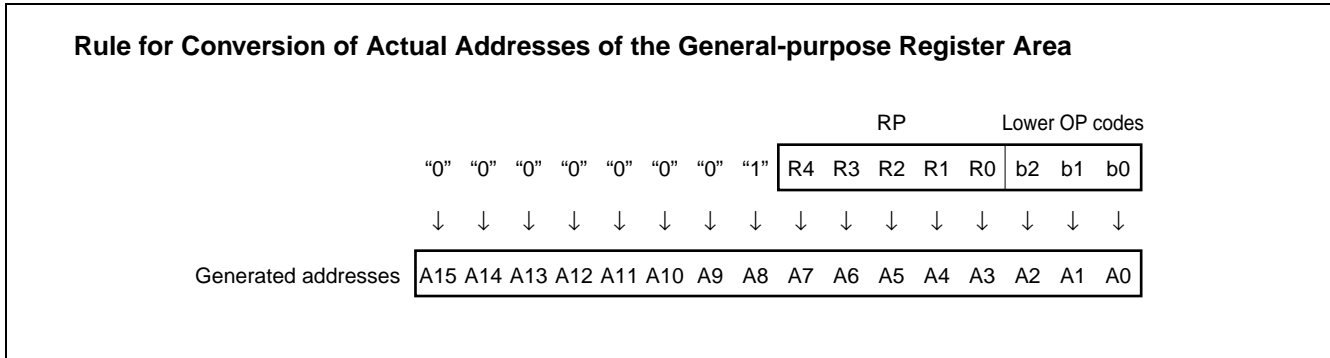 Rule for Conversion of Actual Addresses of the General-purpose Register Area
RP Lower OP codes
“0” “0” “0” “0” “0” “0” “0” “1” R4 R3 R2 R1 R0 b2 b1 b0
↓ ↓ ↓ ↓ ↓ ↓ ↓ ↓ ↓ ↓ ↓ ↓ ↓ ↓ ↓ ↓
Generated addresses A15 A14 A13 A12 A11 A10 A9 A8 A7 A6 A5 A4 A3 A2 A1 A0